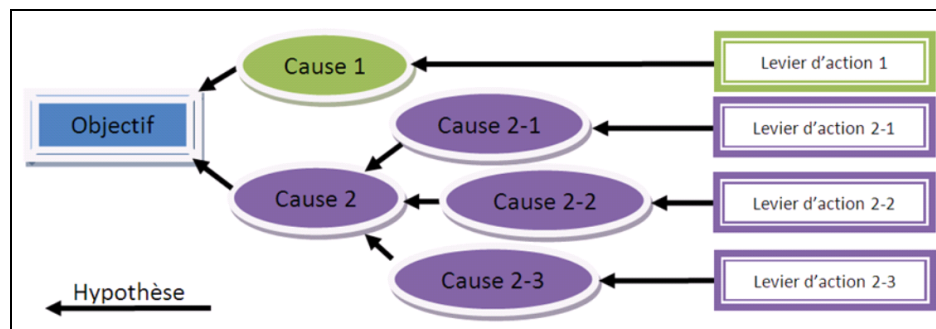 Cause 1
Levier d'action 1
Objectif
Cause 2-1
Levier d'action 2-1
Cause 2
Cause 2-2
Levier d'action 2-2
Cause 2-3
Levier d'action 2-3
Hypothèse